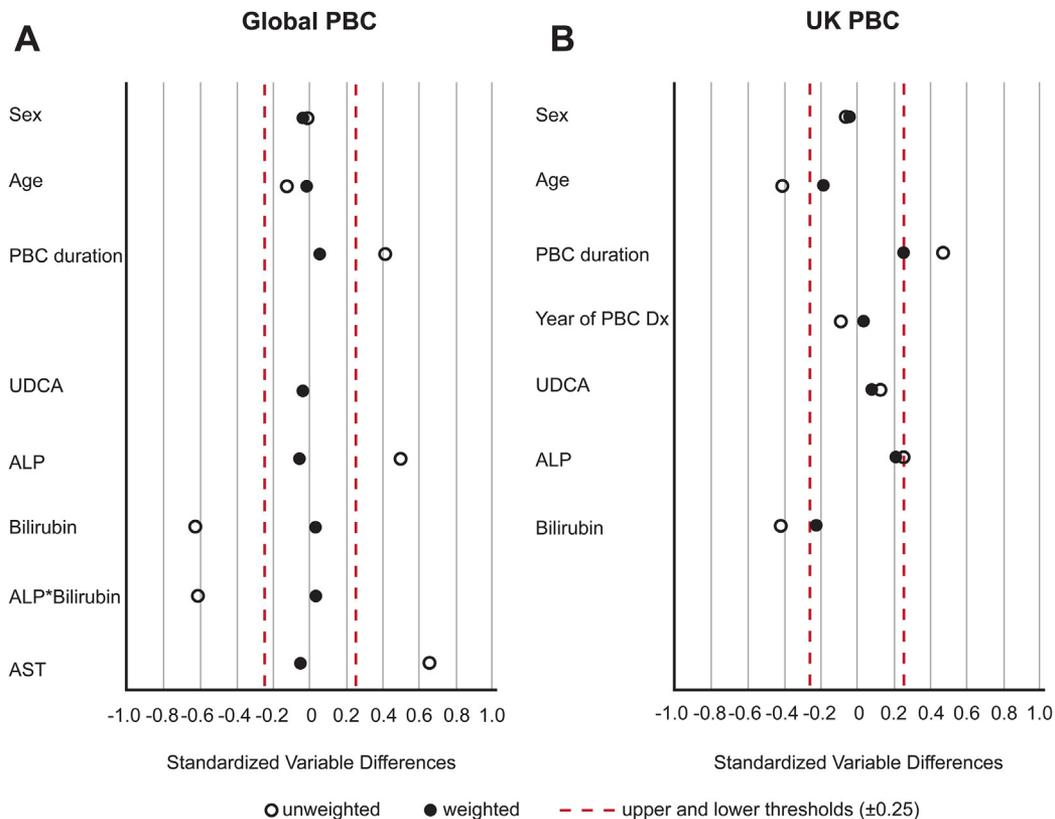 A
Global PBC
Sex
Age
PBC duration
UDCA
ALP
Bilirubin
ALP*Bilirubin
AST
-1.0 -0.8 -0.6 -0.4 -0.2 0 0.2 0.4 0.6 0.8 1.0
Standardized Variable Differences
B
UK PBC
Sex
Age
PBC duration
Year of PBC Dx
UDCA
ALP
Bilirubin
-1.0 -0.8 -0.6 -0.4 -0.2 0 0.2 0.4 0.6 0.8 1.0
Standardized Variable Differences
unweighted weighted upper and lower thresholds (±0.25)